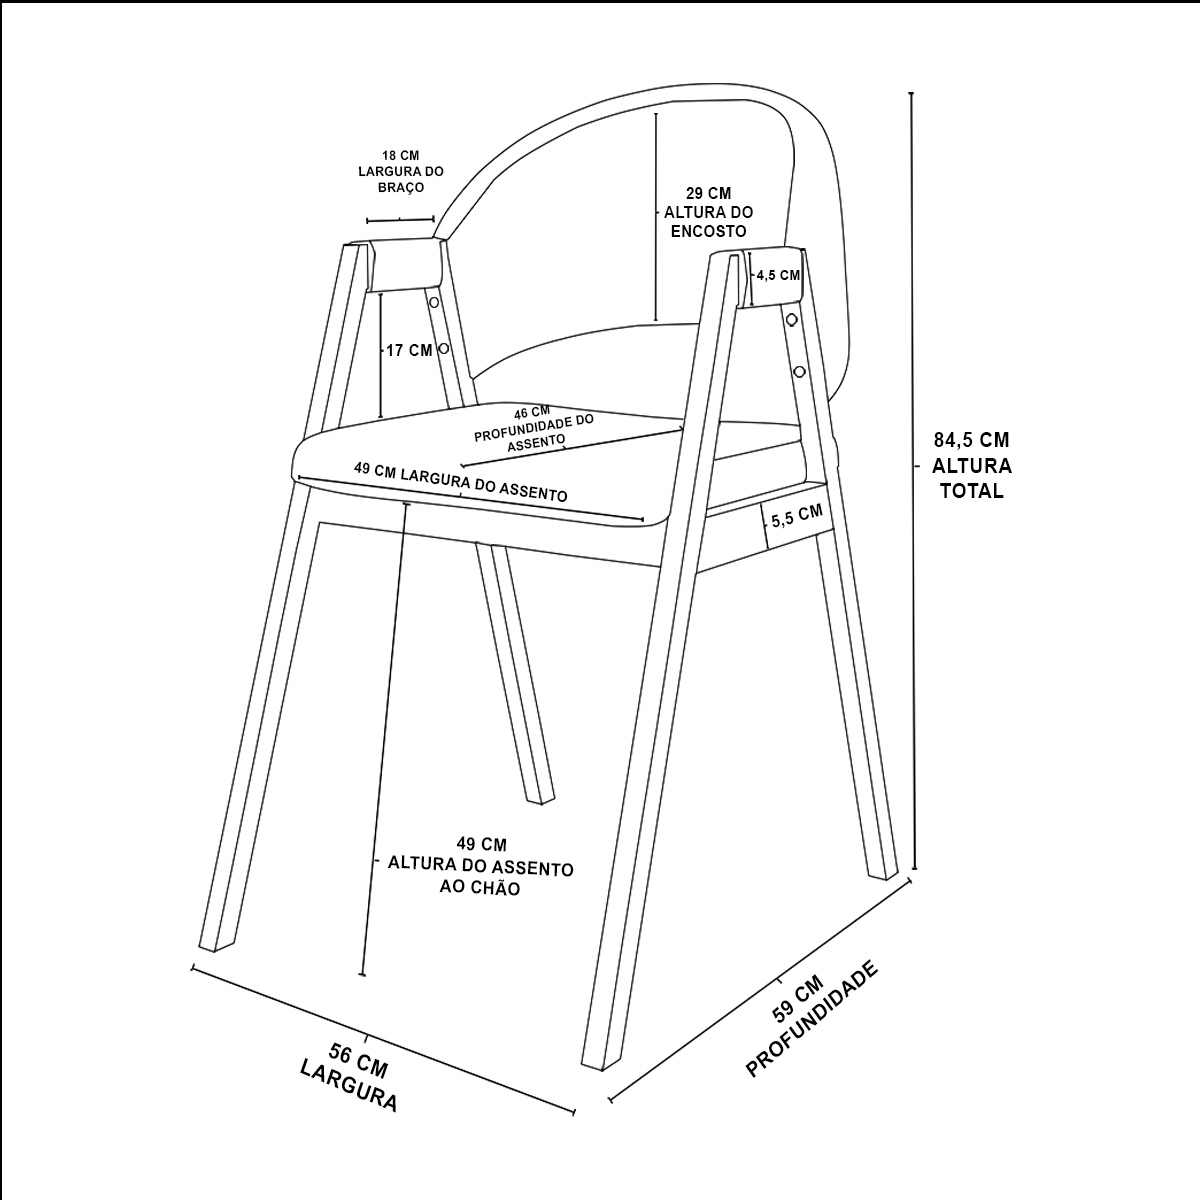 18 CM
LARGURA DO
BRAÇO
29 CM
ALTURA DO
ENCOSTO
4,5 CM
17 CM
46 CM
PROFUNDIDADE DO
ASSENTO
49 CM LARGURA DO ASSENTO
84,5 CM
ALTURA
TOTAL
5,5 CM
49 CM
ALTURA DO ASSENTO
AO CHÃO
59 CM
PROFUNDIDADE
56 CM
LARGURA